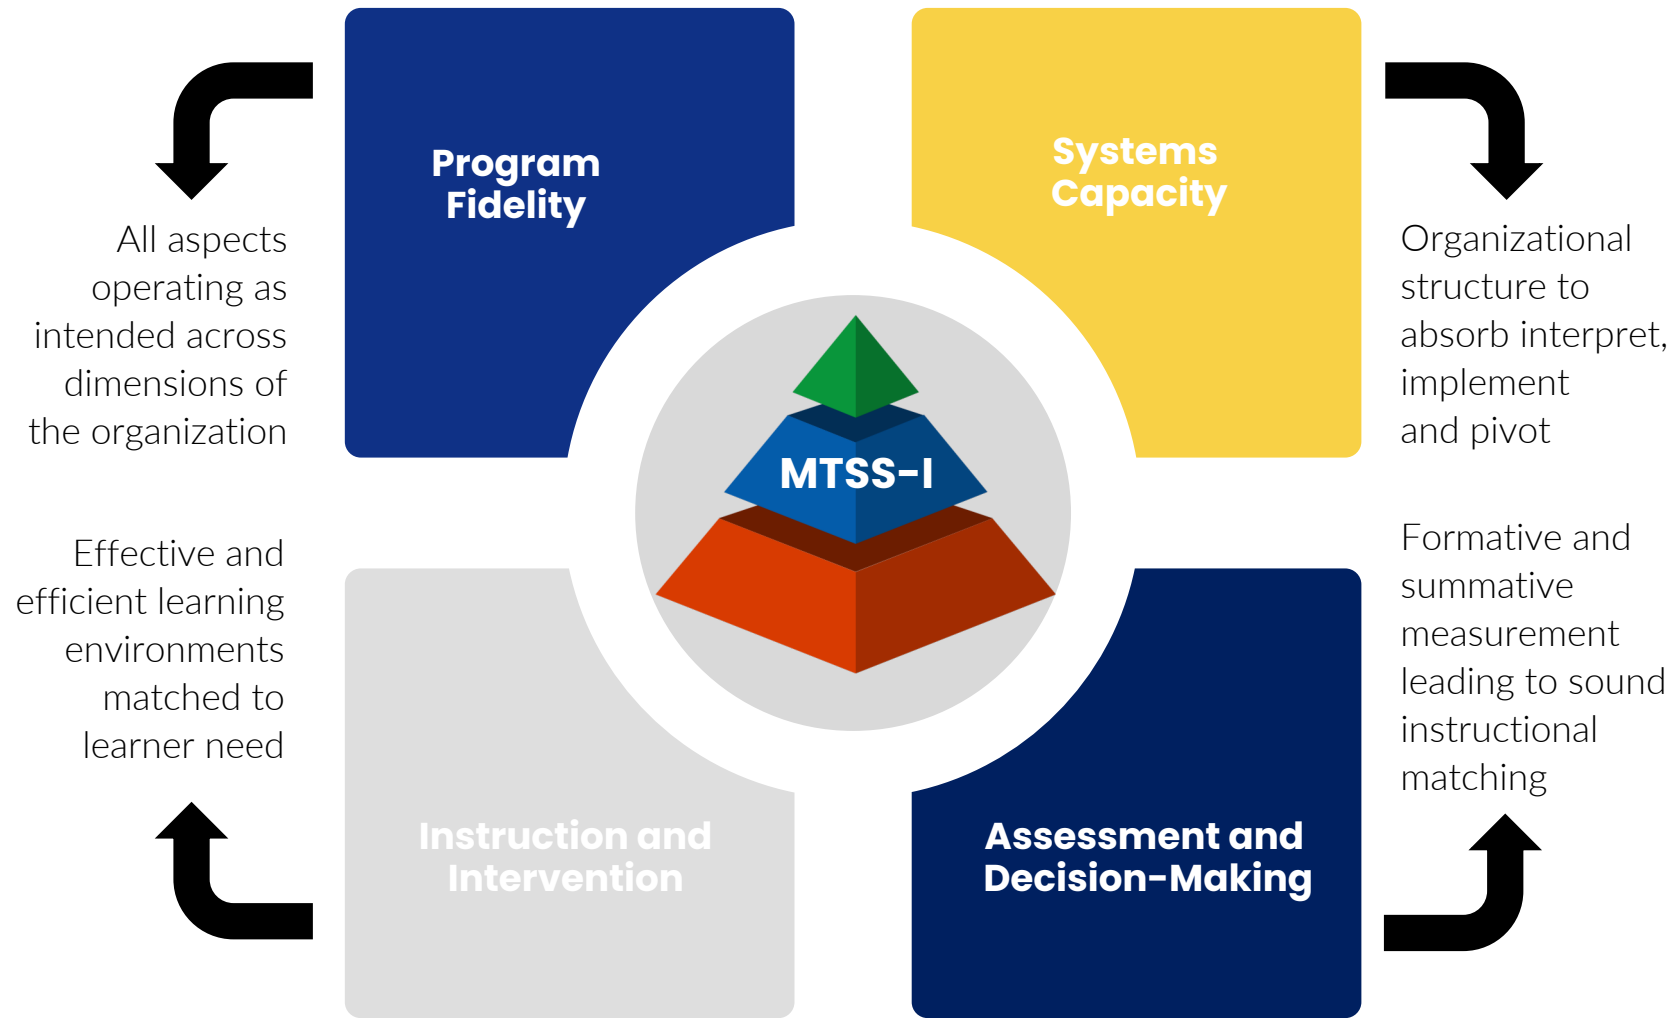 Program
Fidelity
All aspects
operating as
intended across
dimensions of
the organization
Systems
Capacity
Organizational
structure to
absorb interpret,
implement
and pivot
MTSS-I
Effective and
efficient learning
environments
matched to
learner need
Instruction and
Intervention
Formative and
summative
measurement
leading to sound
instructional
matching
Assessment and
Decision-Making